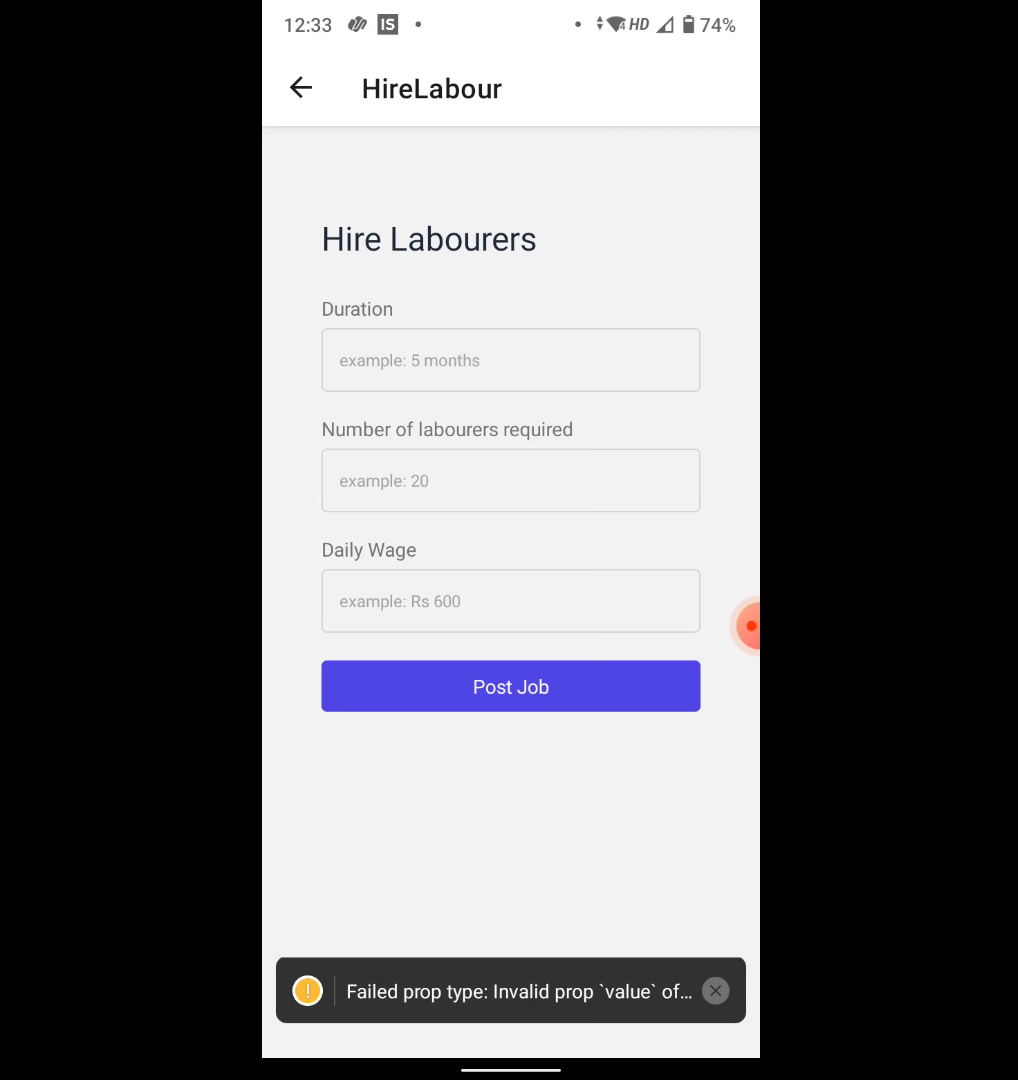 12:33 IS HD 74%
HireLabour
Hire Labourers
Duration
example: 5 months
Number of labourers required
example: 20
Daily Wage
example: Rs 600
Post Job
Failed prop type: Invalid prop `value` of...